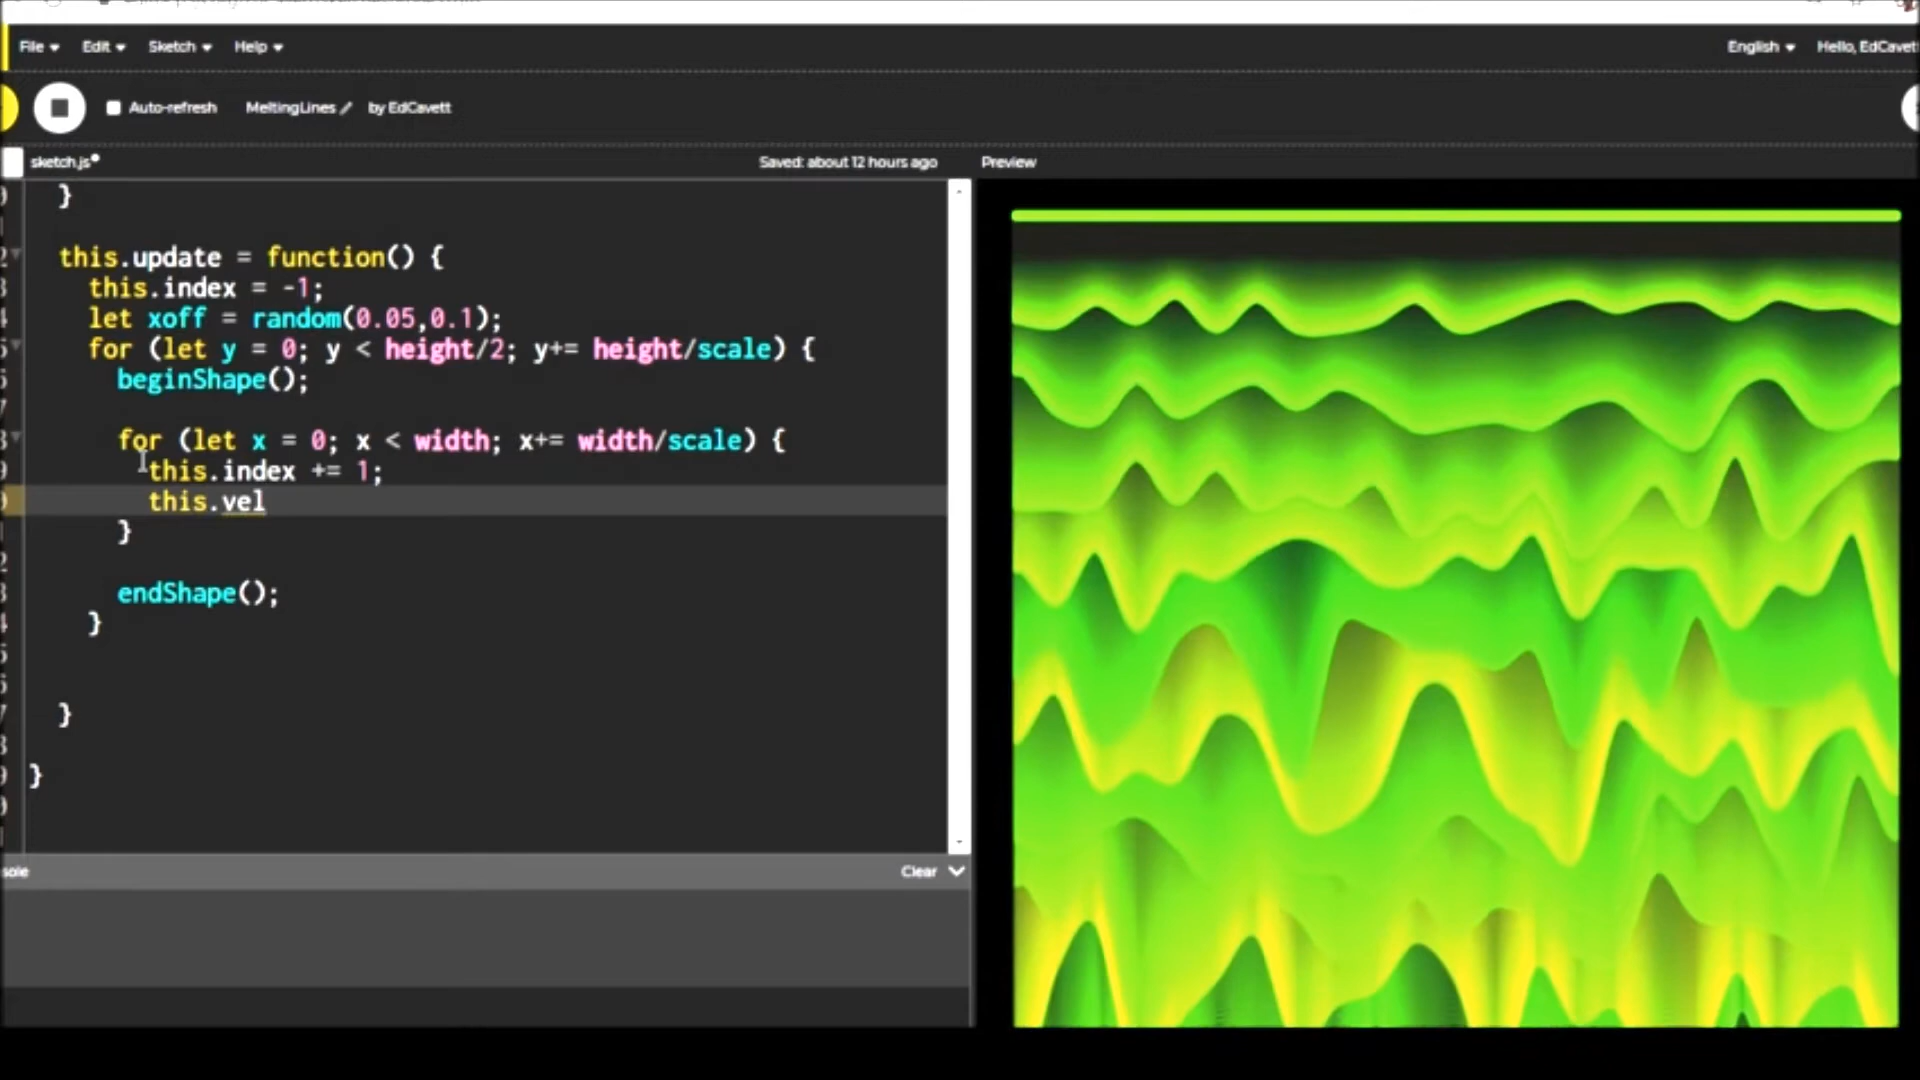 File Edit Sketch Help English Hello, EdCavet
Auto-refresh MeltingLines by EdCavett
sketch.js Saved: about 12 hours ago Preview
}
this.update = function() {
this.index = -1;
let xoff = random(0.05,0.1);
for (let y = 0; y < height/2; y+= height/scale) {
beginShape();
for (let x = 0; x < width; x+= width/scale) {
this.index += 1;
this.vel
}
endShape();
}
}
}
sole Clear